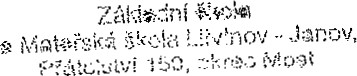 Základní škola
a Mateřská škola Litvínov - Janov,
Přátelství 160, okres Most